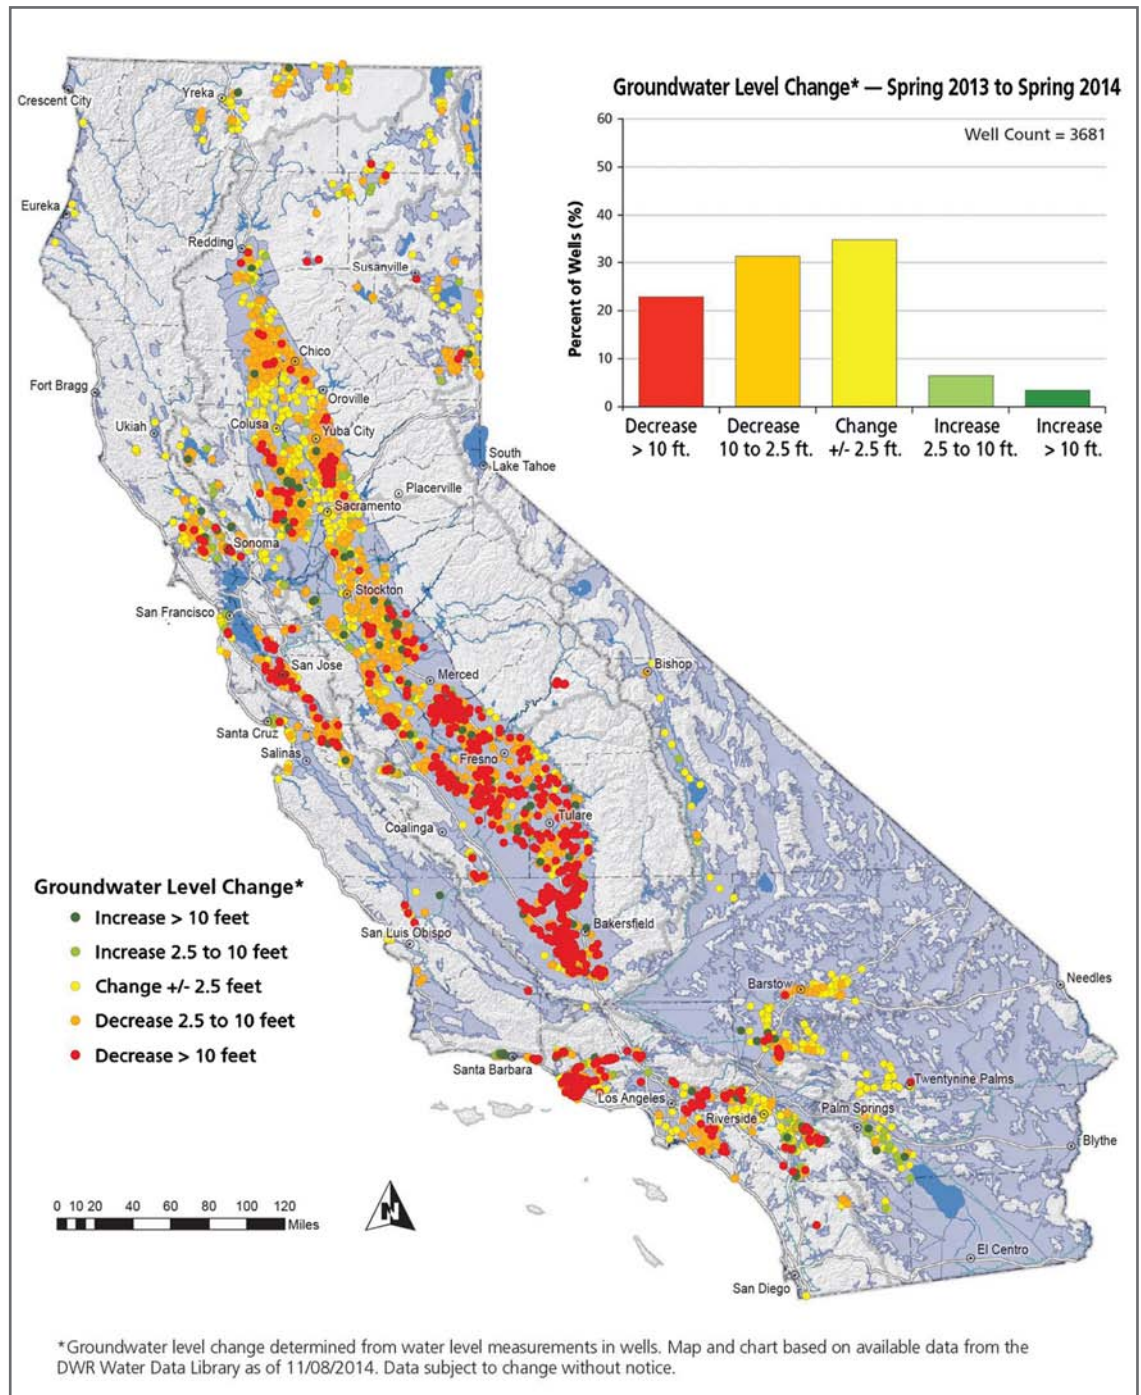 Groundwater Level Change* — Spring 2013 to Spring 2014
Well Count = 3681
Percent of Wells (%)
60
50
40
30
20
10
0
Decrease
> 10 ft.
Decrease
10 to 2.5 ft.
Change
+/- 2.5 ft.
Increase
2.5 to 10 ft.
Increase
> 10 ft.
Crescent City
Yreka
Eureka
Redding
Susanville
Chico
Fort Bragg
Oroville
Ukiah
Colusa
Yuba City
South
Lake Tahoe
Placerville
Sacramento
Sonoma
Stockton
San Francisco
San Jose
Merced
Bishop
Santa Cruz
Salinas
Fresno
Coalinga
Tulare
San Luis Obispo
Bakersfield
Barstow
Needles
Santa Barbara
Los Angeles
Twentynine Palms
Riverside
Palm Springs
Blythe
El Centro
San Diego
Groundwater Level Change*
Increase > 10 feet
Increase 2.5 to 10 feet
Change +/- 2.5 feet
Decrease 2.5 to 10 feet
Decrease > 10 feet
0 10 20 40 60 80 100 120
Miles
N
*Groundwater level change determined from water level measurements in wells. Map and chart based on available data from the
DWR Water Data Library as of 11/08/2014. Data subject to change without notice.